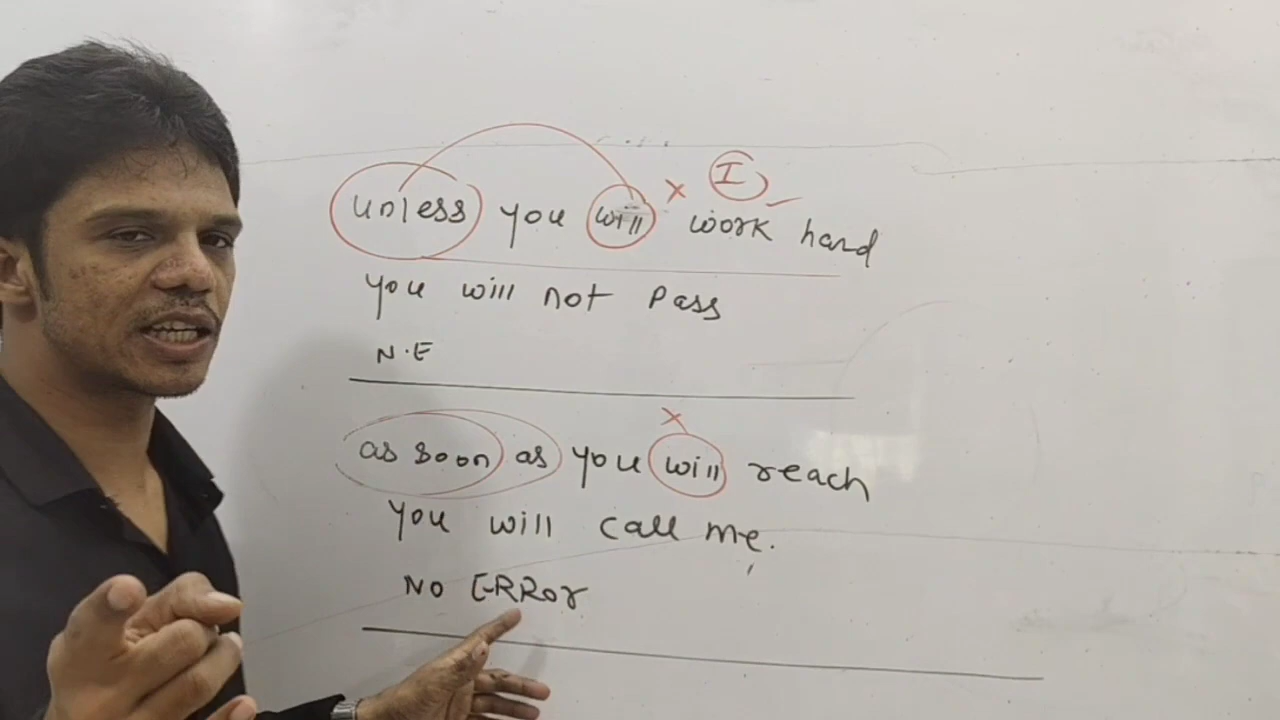 I
unless you will × work hard
you will not Pass
N.E
×
as soon as you will reach
you will call me.
No ERRor